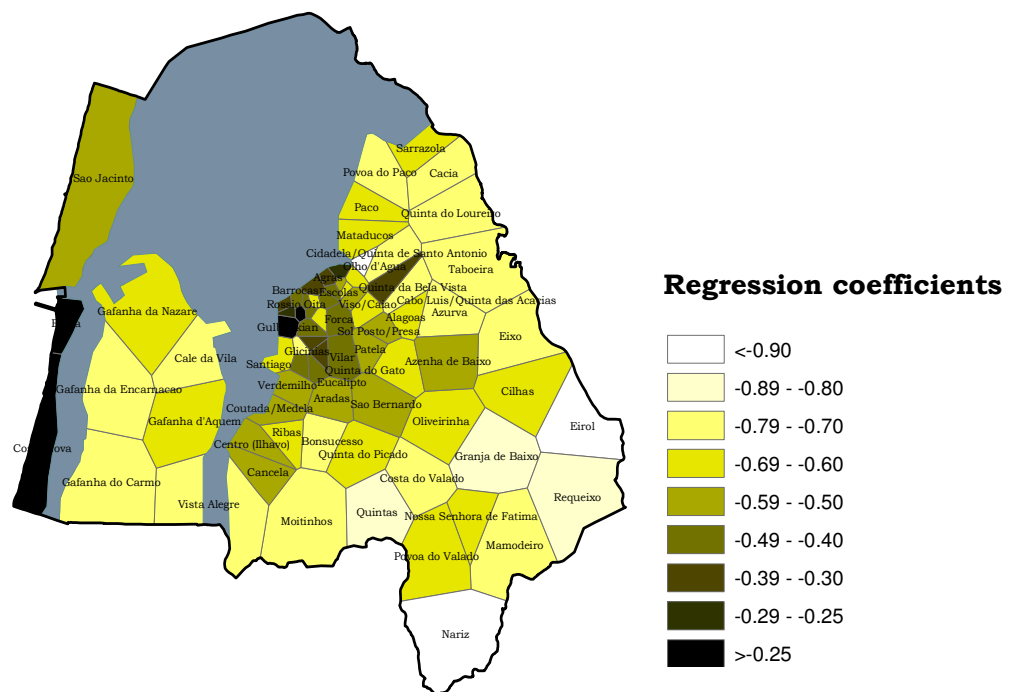 Sarrazola
Povoa do Paco
Cacia
Sao Jacinto
Paco
Quinta do Loureiro
Mataducos
Cidadela/Quinta de Santo Antonio
Olho d'Agua
Taboeira
Agras
Quinta da Bela Vista
Barrocas
Escolas
Cabo Luis/Quinta das Acacias
Rossio
Oita
Viso/Caiao
Azurva
Gafanha da Nazare
Forca
Alagoas
Sol Posto/Presa
Eixo
Glicinias
Vilar
Patela
Cale da Vila
Santiago
Quinta do Gato
Azenha de Baixo
Gafanha da Encarnacao
Verdemilho
Eucalipto
Aradas
Sao Bernardo
Cilhas
Coutada/Medela
Gafanha d'Aquem
Oliveirinha
Ribas
Eirol
Centro (Ilhavo)
Bonsucesso
Quinta do Picado
Granja de Baixo
Cancela
Costa do Valado
Gafanha do Carmo
Requeixo
Vista Alegre
Quintas
Moitinhos
Nossa Senhora de Fatima
Mamodeiro
Povoa do Valado
Nariz
Regression coefficients
<-0.90
-0.89 - -0.80
-0.79 - -0.70
-0.69 - -0.60
-0.59 - -0.50
-0.49 - -0.40
-0.39 - -0.30
-0.29 - -0.25
>-0.25